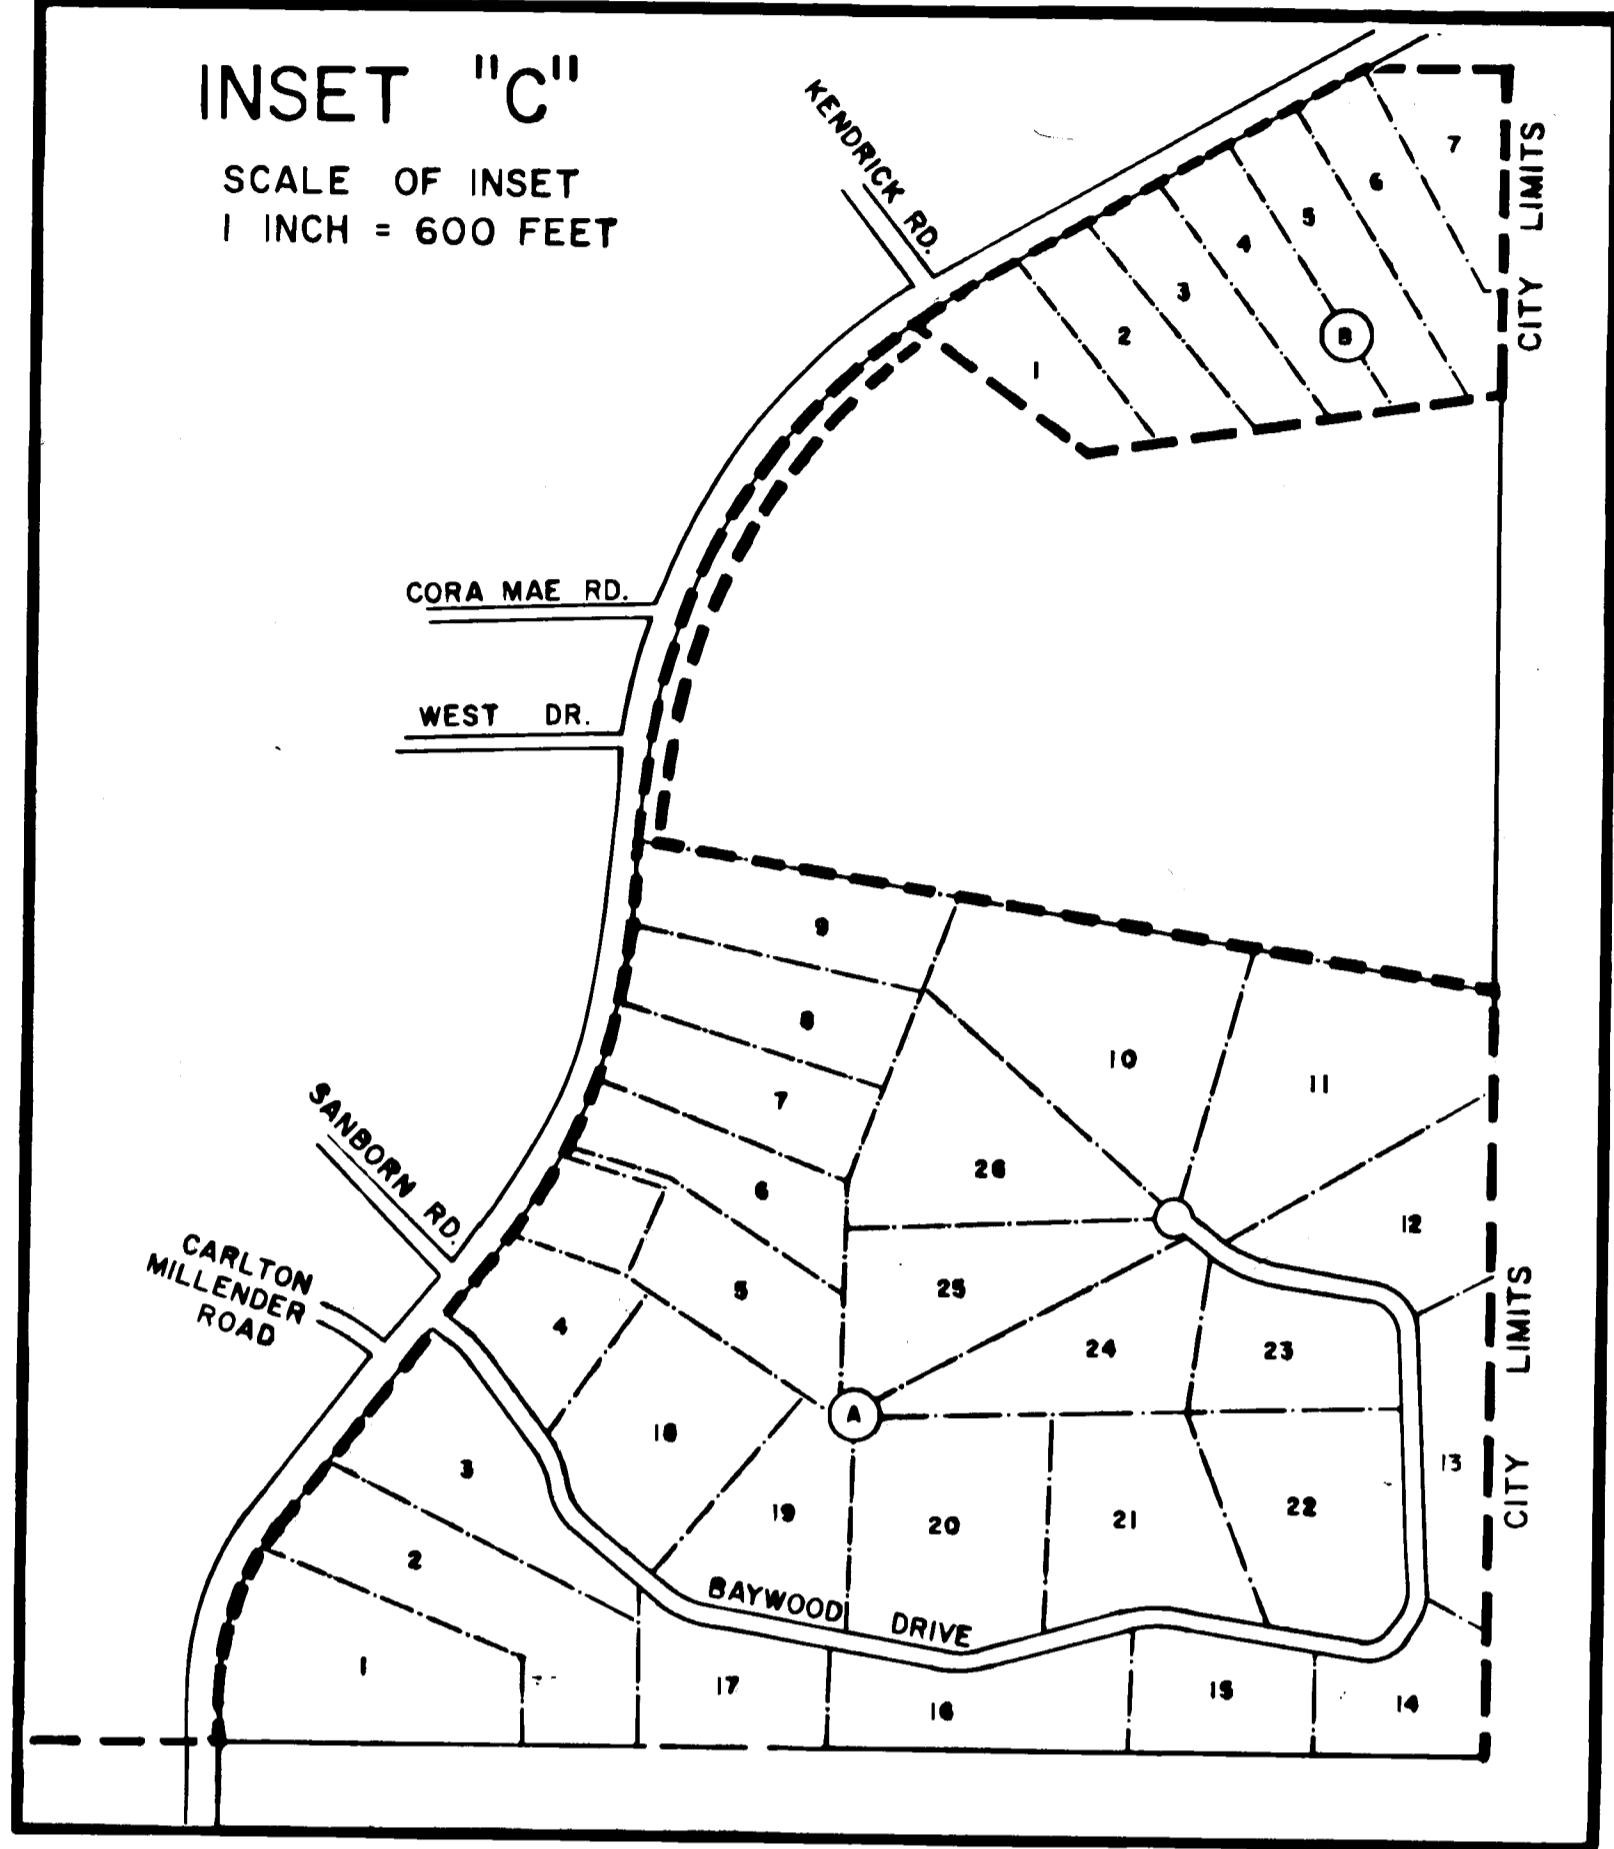 INSET "C"
SCALE OF INSET
1 INCH = 600 FEET
KENDRICK RD.
7
6
5
4
3
2
1
B
CITY LIMITS
CORA MAE RD.
WEST DR.
9
8
7
6
5
4
10
11
12
26
25
24
23
SANBORN RD.
CARLTON
MILLENDER
ROAD
A
18
19
20
21
22
13
CITY LIMITS
3
2
1
BAYWOOD DRIVE
17
16
15
14